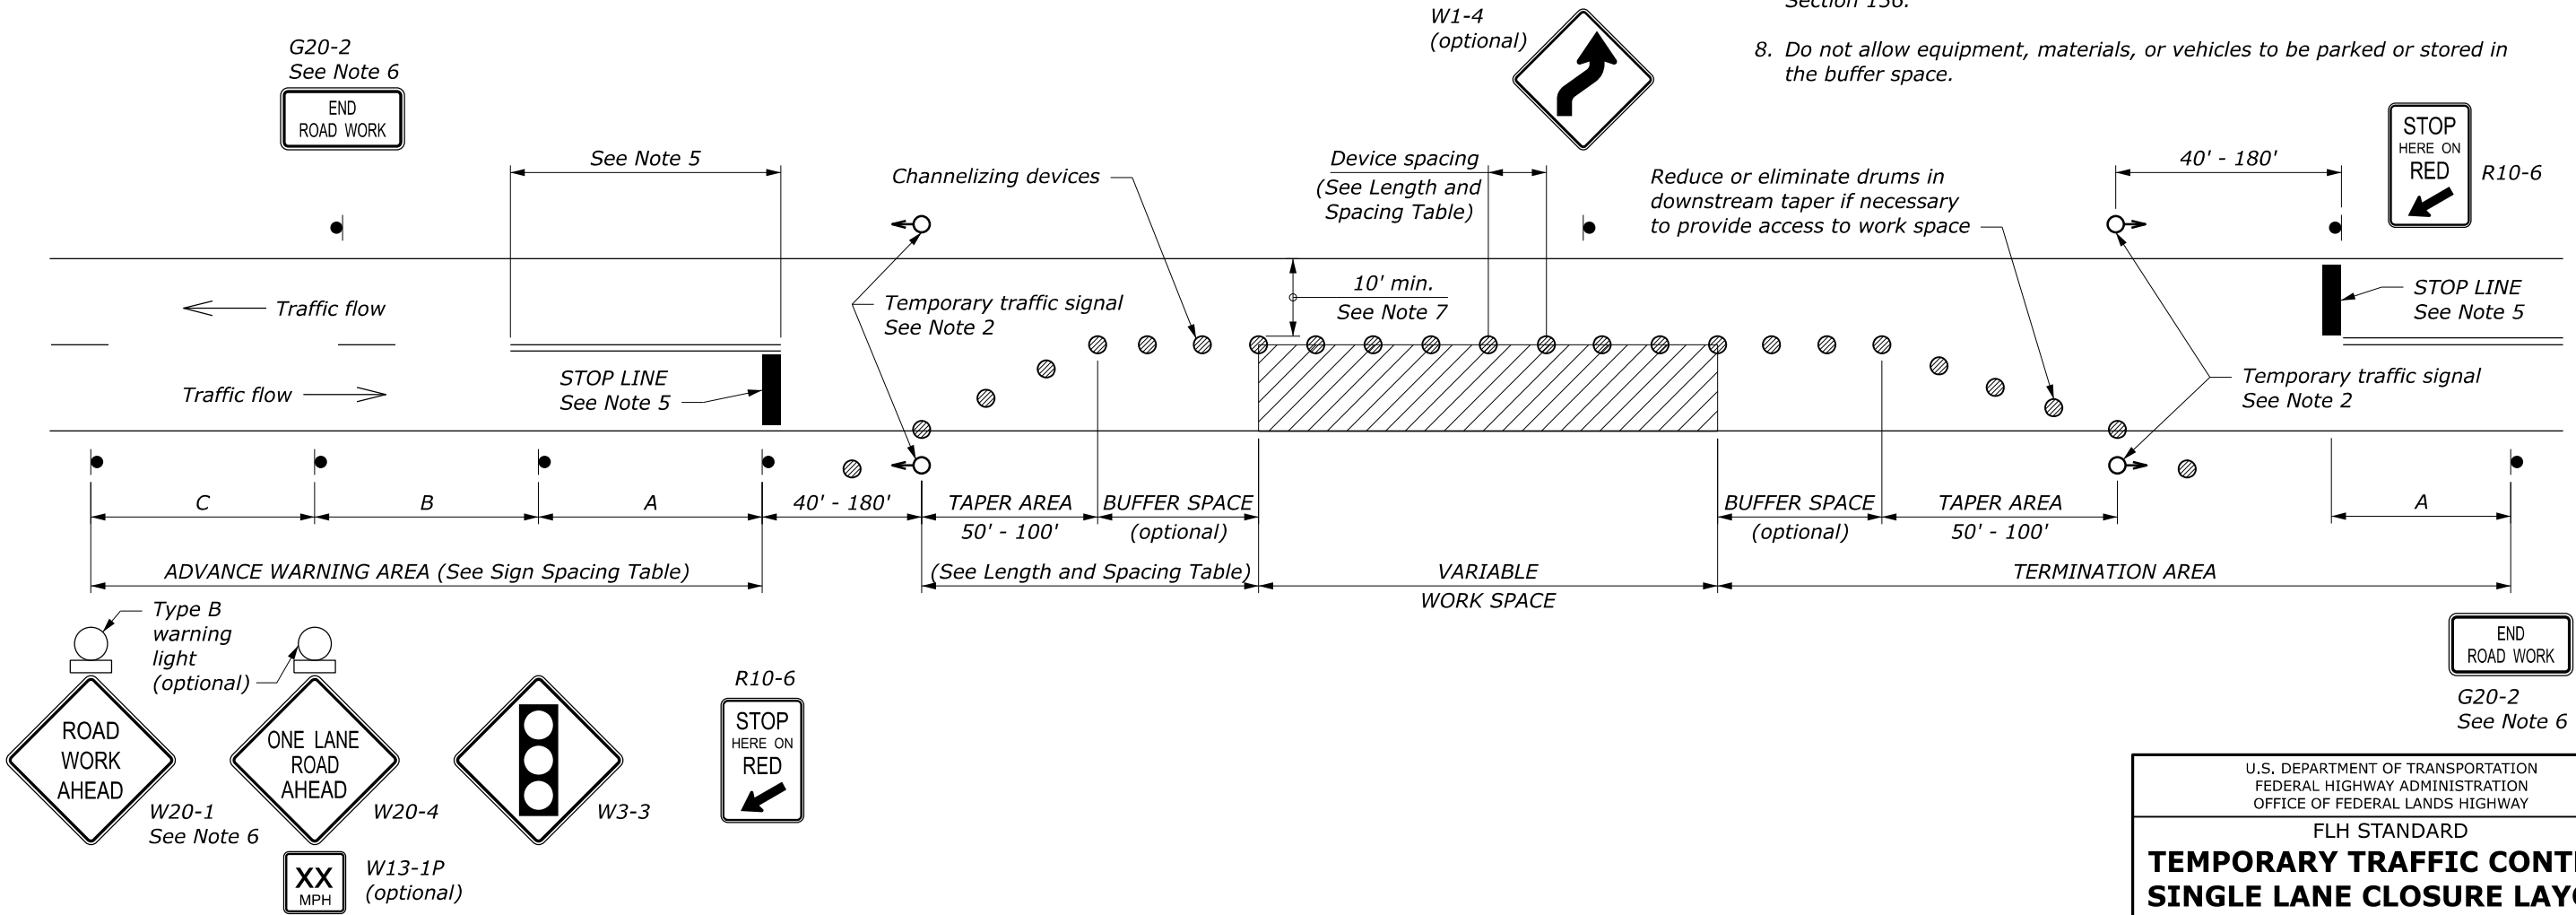 Section 156.
8. Do not allow equipment, materials, or vehicles to be parked or stored in
the buffer space.
W1-4
(optional)
G20-2
See Note 6
END
ROAD WORK
See Note 5
Channelizing devices
Device spacing
(See Length and
Spacing Table)
Reduce or eliminate drums in
downstream taper if necessary
to provide access to work space
40' - 180'
STOP
HERE ON
RED
R10-6
Traffic flow
Temporary traffic signal
See Note 2
10' min.
See Note 7
STOP LINE
See Note 5
Traffic flow
STOP LINE
See Note 5
Temporary traffic signal
See Note 2
C
B
A
40' - 180'
TAPER AREA
50' - 100'
BUFFER SPACE
(optional)
BUFFER SPACE
(optional)
TAPER AREA
50' - 100'
A
ADVANCE WARNING AREA (See Sign Spacing Table)
(See Length and Spacing Table)
VARIABLE
WORK SPACE
TERMINATION AREA
Type B
warning
light
(optional)
ROAD
WORK
AHEAD
W20-1
See Note 6
ONE LANE
ROAD
AHEAD
W20-4
XX
MPH
W13-1P
(optional)
W3-3
R10-6
STOP
HERE ON
RED
END
ROAD WORK
G20-2
See Note 6
U.S. DEPARTMENT OF TRANSPORTATION
FEDERAL HIGHWAY ADMINISTRATION
OFFICE OF FEDERAL LANDS HIGHWAY
FLH STANDARD
TEMPORARY TRAFFIC CONT
SINGLE LANE CLOSURE LAY